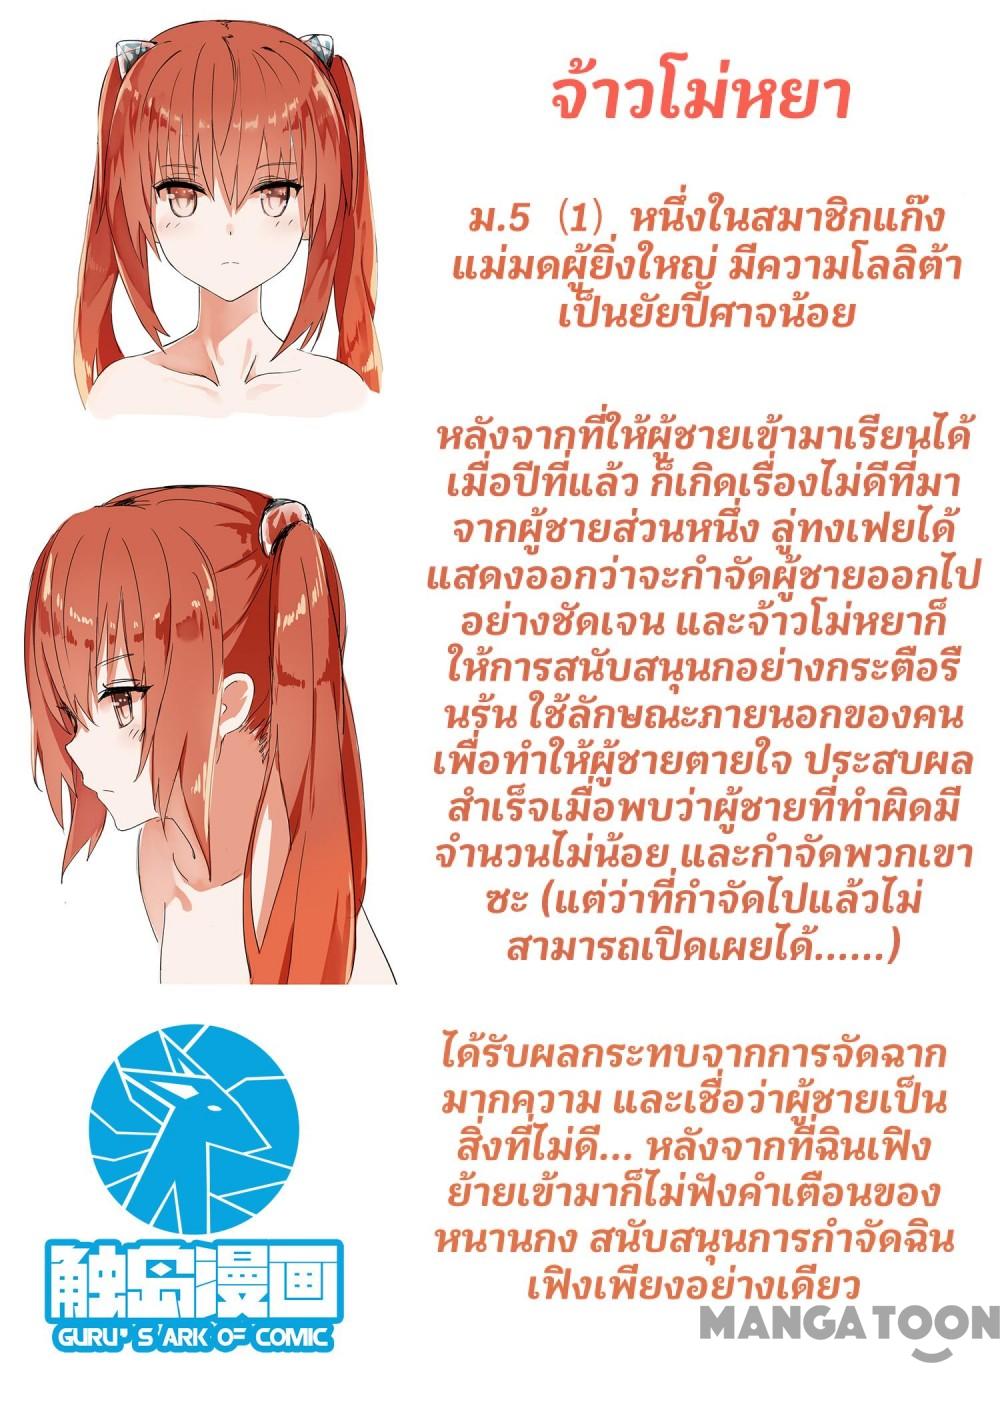 จ้าวโม่หยา
ม.5 (1) หนึ่งในสมาชิกแก๊ง
แม่มดผู้ยิ่งใหญ่ มีความโลลิต้า
เป็นยัยปีศาจน้อย
หลังจากที่ให้ผู้ชายเข้ามาเรียนได้
เมื่อปีที่แล้ว ก็เกิดเรื่องไม่ดีที่มา
จากผู้ชายส่วนหนึ่ง ลู่ทงเฟยได้
แสดงออกว่าจะกำจัดผู้ชายออกไป
อย่างชัดเจน และจ้าวโม่หยาก็
ให้การสนับสนุนกอย่างกระตือรื
นร้น ใช้ลักษณะภายนอกของคน
เพื่อทำให้ผู้ชายตายใจ ประสบผล
สำเร็จเมื่อพบว่าผู้ชายที่ทำผิดมี
จำนวนไม่น้อย และกำจัดพวกเขา
ซะ (แต่ว่าที่กำจัดไปแล้วไม่
สามารถเปิดเผยได้......)
ได้รับผลกระทบจากการจัดฉาก
มากความ และเชื่อว่าผู้ชายเป็น
สิ่งที่ไม่ดี... หลังจากที่ฉินเฟิง
ย้ายเข้ามาก็ไม่ฟังคำเตือนของ
หนานกง สนับสนุนการกำจัดฉิน
เฟิงเพียงอย่างเดียว
触岛漫画
GURU'S ARK OF COMIC
MANGATOON